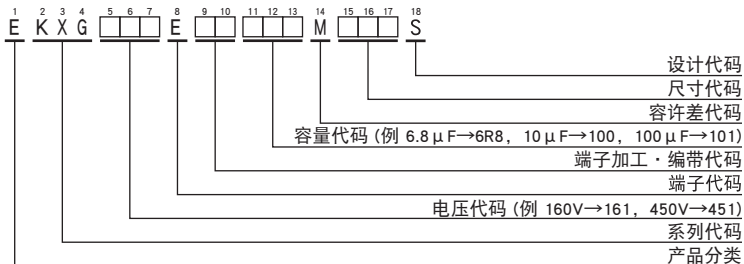 1 2 3 4 5 6 7 8 9 10 11 12 13 14 15 16 17 18
E KXG □□□ E □□ □□□ M □□□ S
设计代码
尺寸代码
容许差代码
容量代码 (例 6.8μF→6R8, 10μF→100, 100μF→101)
端子加工・编带代码
端子代码
电压代码 (例 160V→161, 450V→451)
系列代码
产品分类